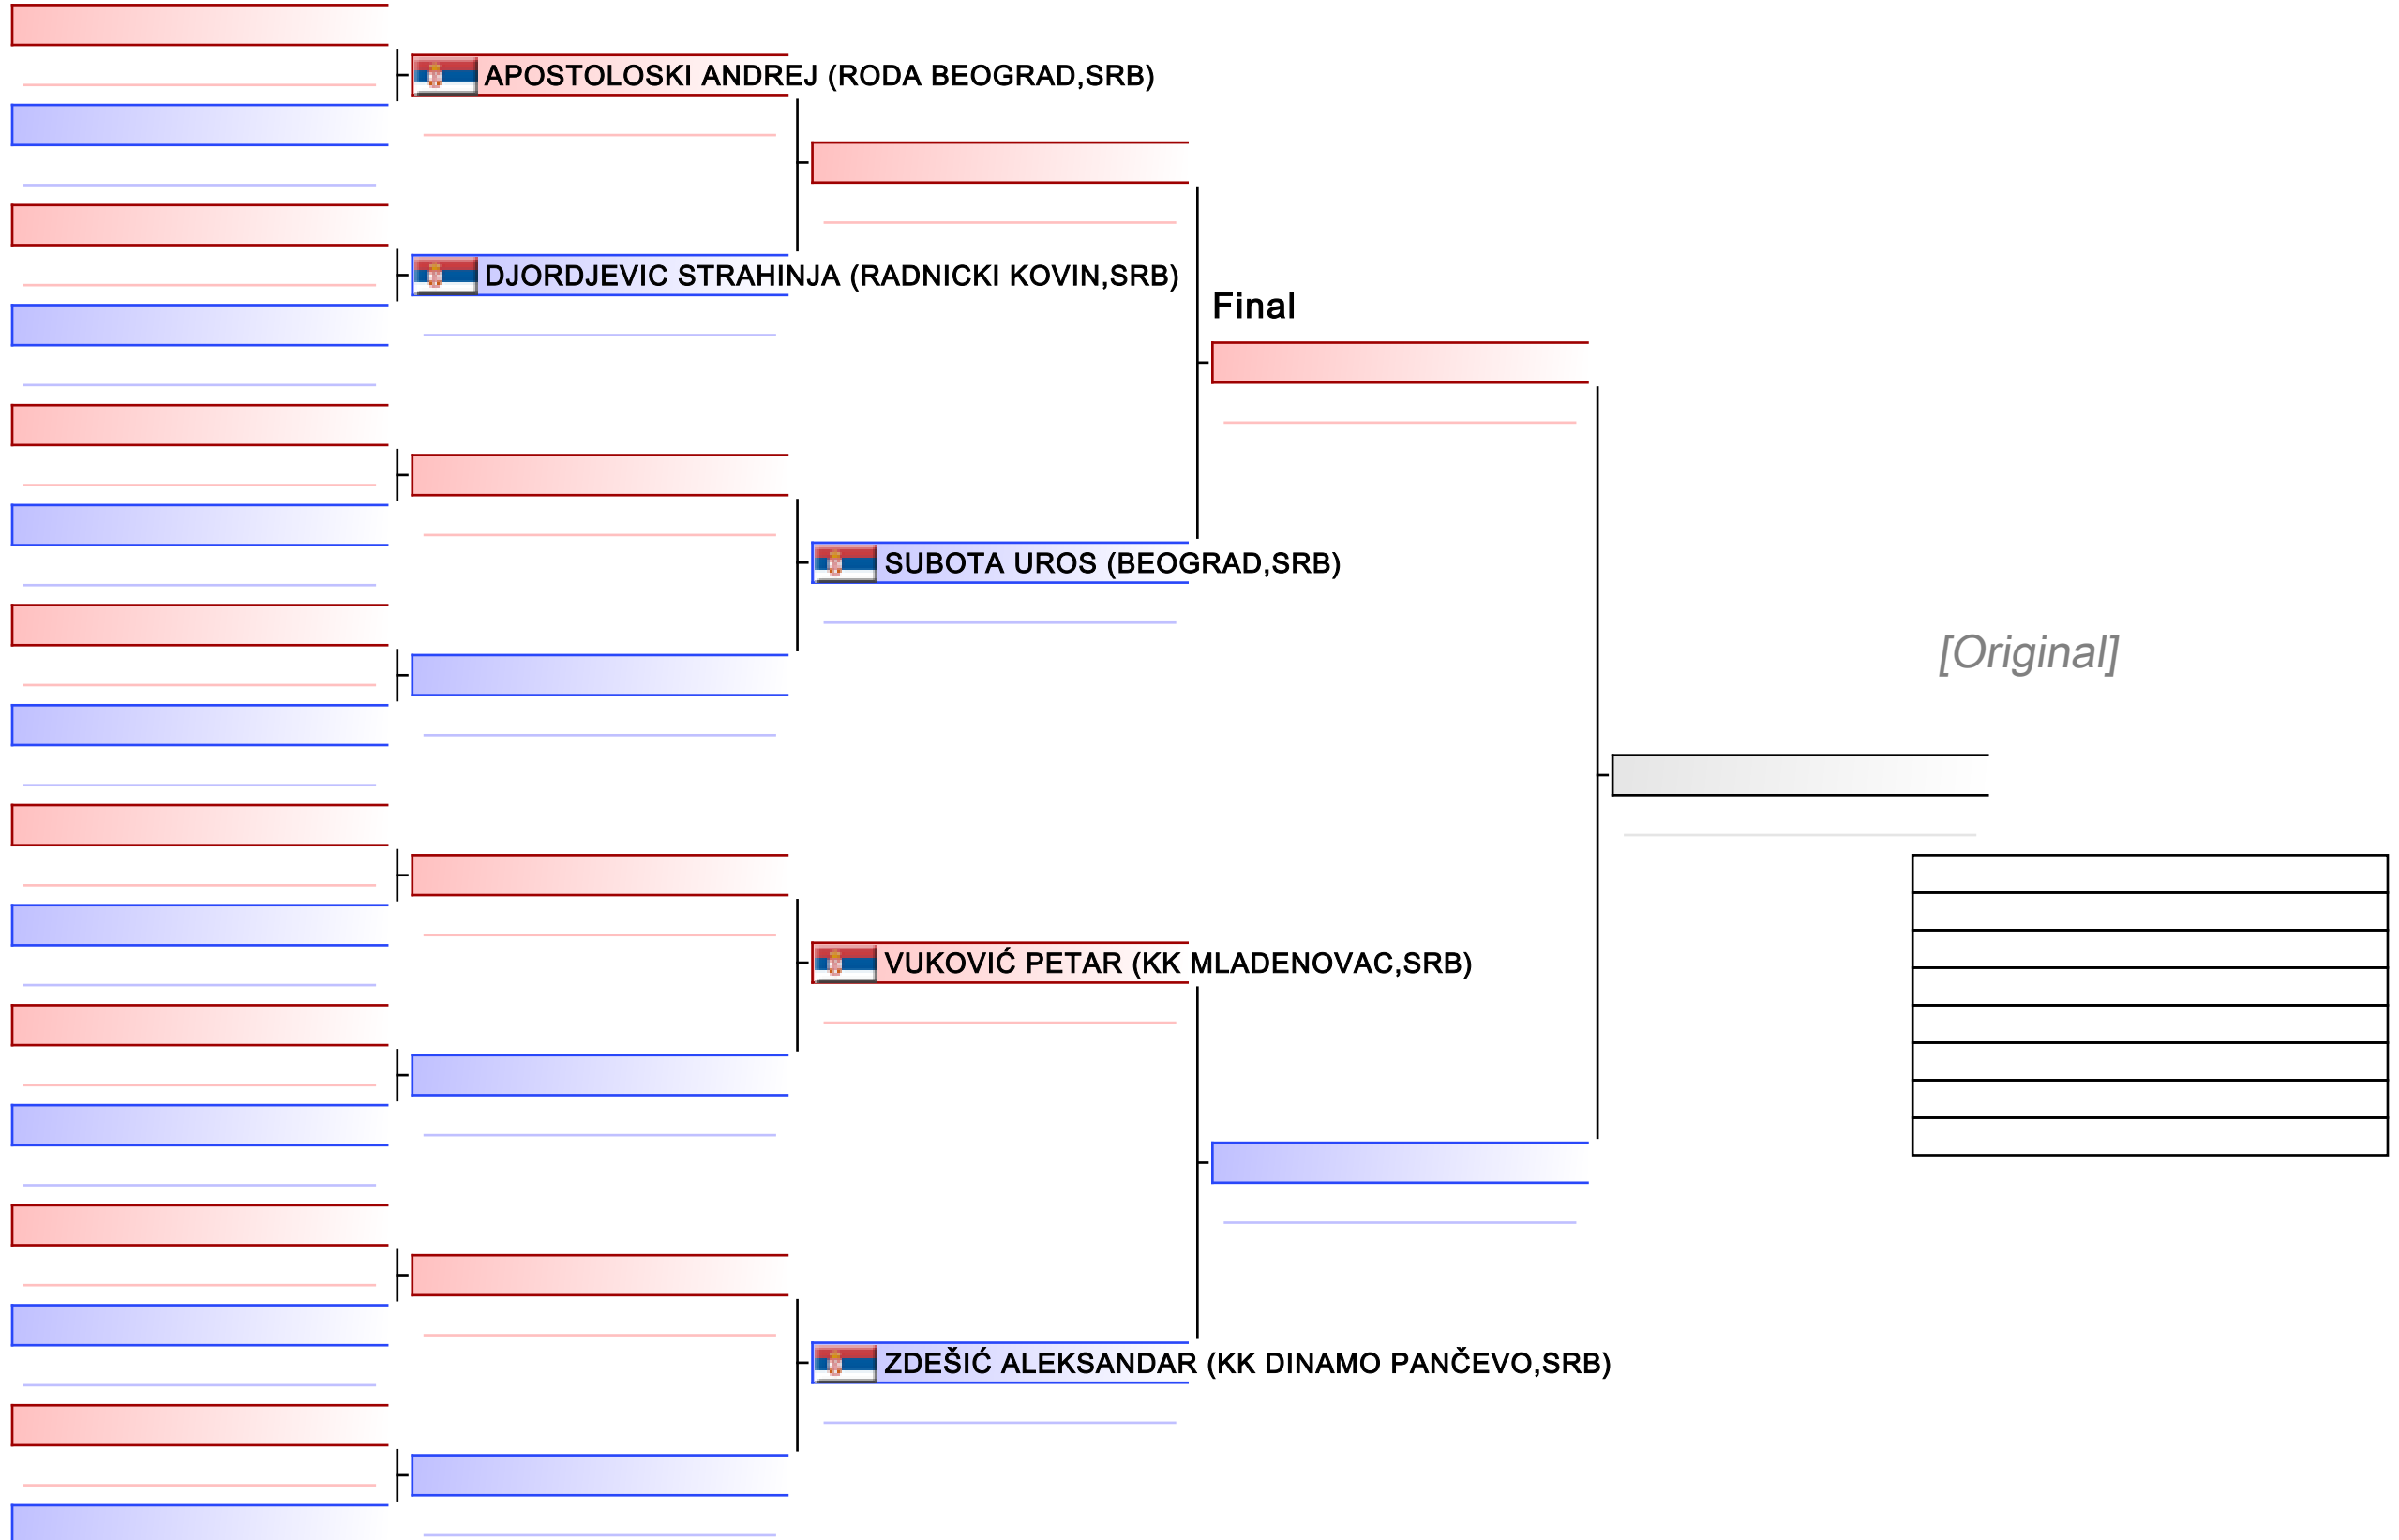 APOSTOLOSKI ANDREJ (RODA BEOGRAD,SRB)
DJORDJEVIC STRAHINJA (RADNICKI KOVIN,SRB)
Final
SUBOTA UROS (BEOGRAD,SRB)
[Original]
VUKOVIĆ PETAR (KK MLADENOVAC,SRB)
ZDEŠIĆ ALEKSANDAR (KK DINAMO PANČEVO,SRB)